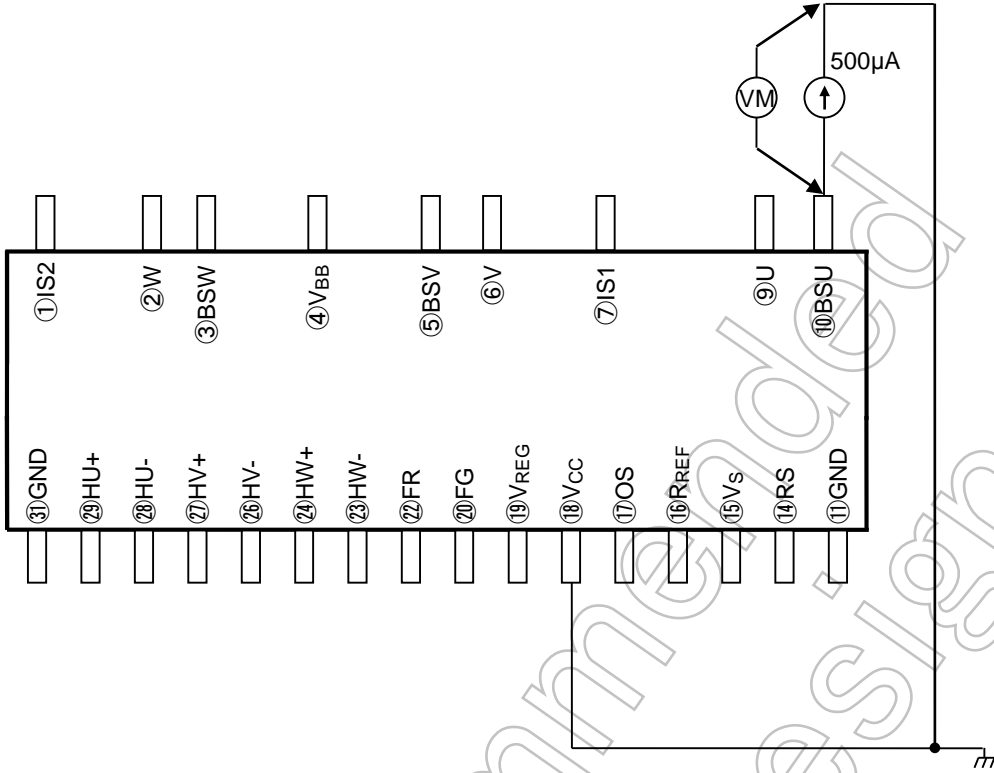 500μA
VM
①IS2
②W
③BSW
④VBB
⑤BSV
⑥V
⑦IS1
⑨U
⑩BSU
㉛GND
㉙HU+
㉘HU-
㉗HV+
㉖HV-
㉔HW+
㉓HW-
㉒FR
⑳FG
⑲VREG
⑱VCC
⑰OS
⑯RREF
⑮VS
⑭RS
⑪GND